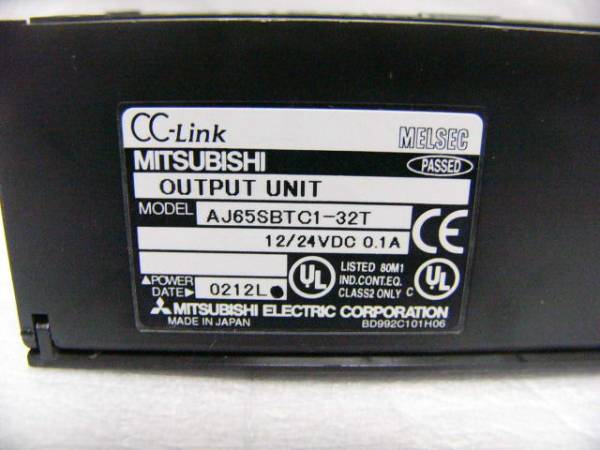 CC-Link MELSEC
MITSUBISHI PASSED
OUTPUT UNIT
MODEL AJ65SBTC1-32T
CE
12/24VDC 0.1A
▲POWER
DATE▶ 0212L
UL LISTED 80M1
IND.CONT.EQ.
CLASS2 ONLY
C UL
MITSUBISHI ELECTRIC CORPORATION
MADE IN JAPAN BD992C101H06